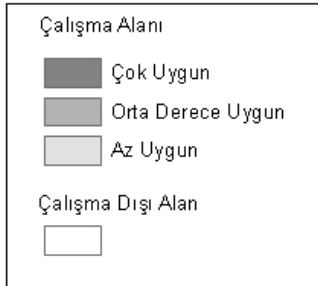 Çalışma Alanı
Çok Uygun
Orta Derece Uygun
Az Uygun
Çalışma Dışı Alan